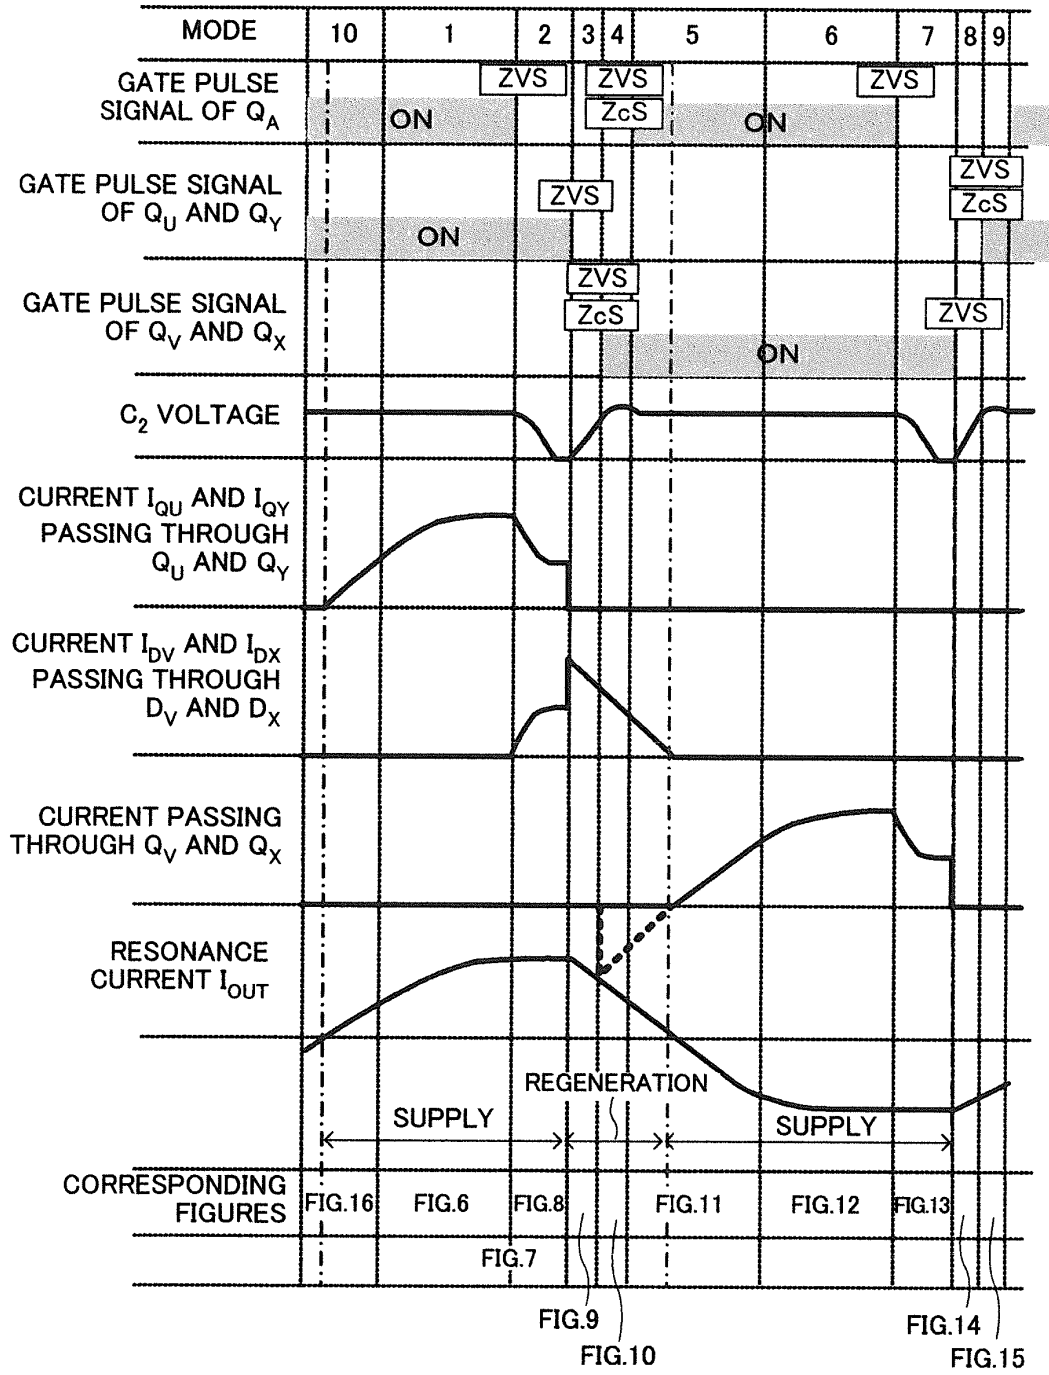 MODE 10 1 2 3 4 5 6 7 8 9
GATE PULSE
SIGNAL OF QA
ZVS ZVS ZVS
ZcS
ON ON
GATE PULSE SIGNAL
OF QU AND QY
ZVS ZVS
ZcS
ON
GATE PULSE SIGNAL
OF QV AND QX
ZVS ZVS
ZcS
ON
C2 VOLTAGE
CURRENT IQU AND IQY
PASSING THROUGH
QU AND QY
CURRENT IDV AND IDX
PASSING THROUGH
DV AND DX
CURRENT PASSING
THROUGH QV AND QX
RESONANCE
CURRENT IOUT
REGENERATION
SUPPLY SUPPLY
CORRESPONDING
FIGURES
FIG.16 FIG.6 FIG.8 FIG.11 FIG.12 FIG.13
FIG.7
FIG.9 FIG.14
FIG.10 FIG.15